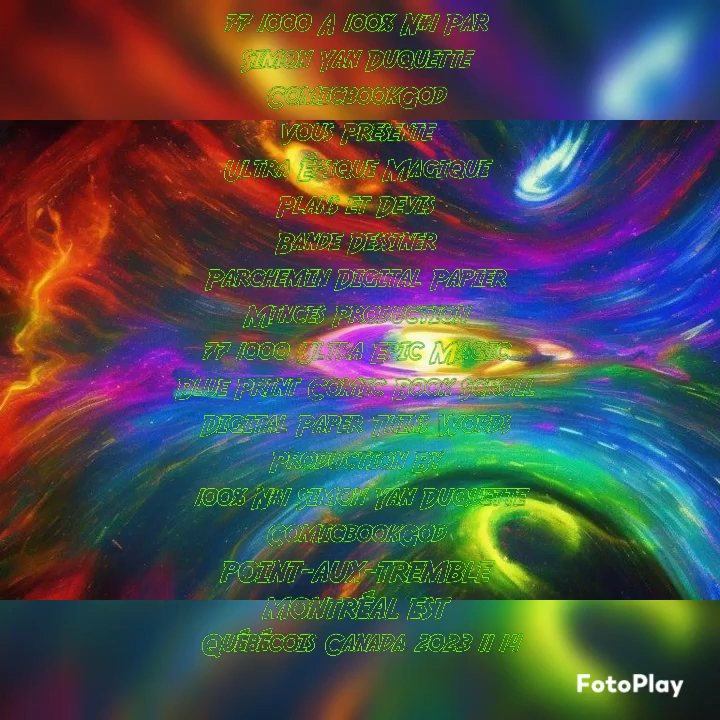 77 1000 A 100% Nhi Par
Simon Yan Duquette
ComicbookGod
Vous Présente
Ultra Épique Magique
Plans et Devis
Bande Dessiner
Parchemin Digital Papier
Minces Production
77 1000 Ultra Epic Magic
Blue Print Comic Book Scroll
Digital Paper Thin Words
Production By
100% Nhi Simon Yan Duquette
ComicbookGod
POINT-AUX-TREMBLE
MONTRÉAL EST
Québécois Canada 2023 11 14
FotoPlay